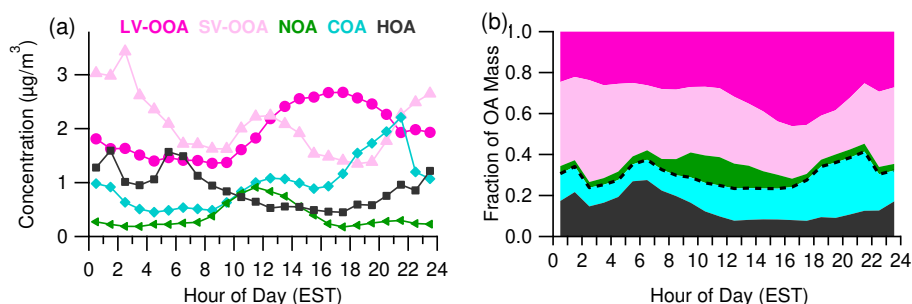 (a)
LV-OOA SV-OOA NOA COA HOA
Concentration (µg/m³)
3
2
1
0
0 2 4 6 8 10 12 14 16 18 20 22 24
Hour of Day (EST)
(b)
Fraction of OA Mass
1.0
0.8
0.6
0.4
0.2
0.0
0 2 4 6 8 10 12 14 16 18 20 22 24
Hour of Day (EST)